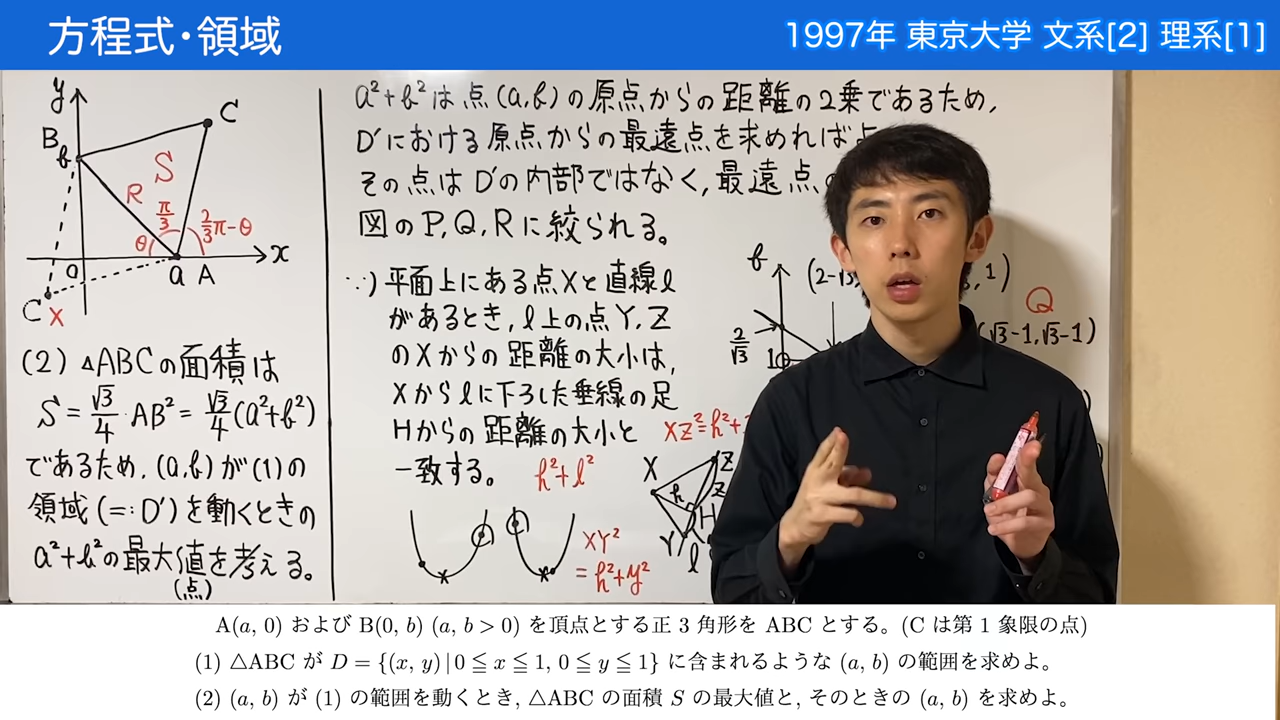 方程式・領域
1997年 東京大学 文系[2] 理系[1]
y
B
b
C
S
R
π/3
2/3π-θ
θ
x
0
a A
C X
(2) △ABCの面積は
S = √3/4・AB² = √3/4(a²+b²)
であるため, (a,b)が(1)の
領域(=:D′)を動くときの
a²+b²の最大値を考える。
(点)
a²+b²は点(a,b)の原点からの距離の2乗であるため,
D′における原点からの最遠点を求めれば
その点はD′の内部ではなく, 最遠点
図のP,Q,Rに絞られる。
∵) 平面上にある点Xと直線l
があるとき, l上の点Y, Z
のXからの距離の大小は,
Xからlに下ろした垂線の足
Hからの距離の大小と
一致する。
h²+l²
XZ²=h²+
X
Z
h
H
Y
l
XY²
=h²+y²
b
(2-√3
, 1)
Q
(√3-1,√3-1)
2/√3
1
A(a, 0) および B(0, b) (a, b > 0) を頂点とする正 3 角形を ABC とする。(C は第 1 象限の点)
(1) △ABC が D = {(x, y) | 0 ≦ x ≦ 1, 0 ≦ y ≦ 1} に含まれるような (a, b) の範囲を求めよ。
(2) (a, b) が (1) の範囲を動くとき, △ABC の面積 S の最大値と, そのときの (a, b) を求めよ。